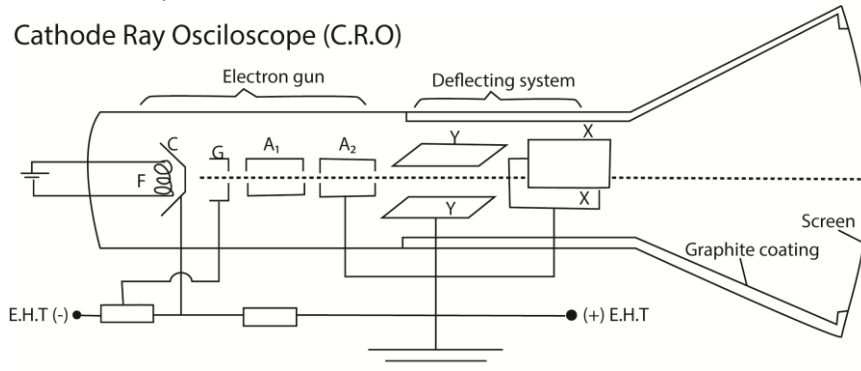 Cathode Ray Osciloscope (C.R.O)
Electron gun
Deflecting system
C
F
G
A₁
A₂
Y
Y
X
X
Screen
Graphite coating
E.H.T (-)
(+) E.H.T